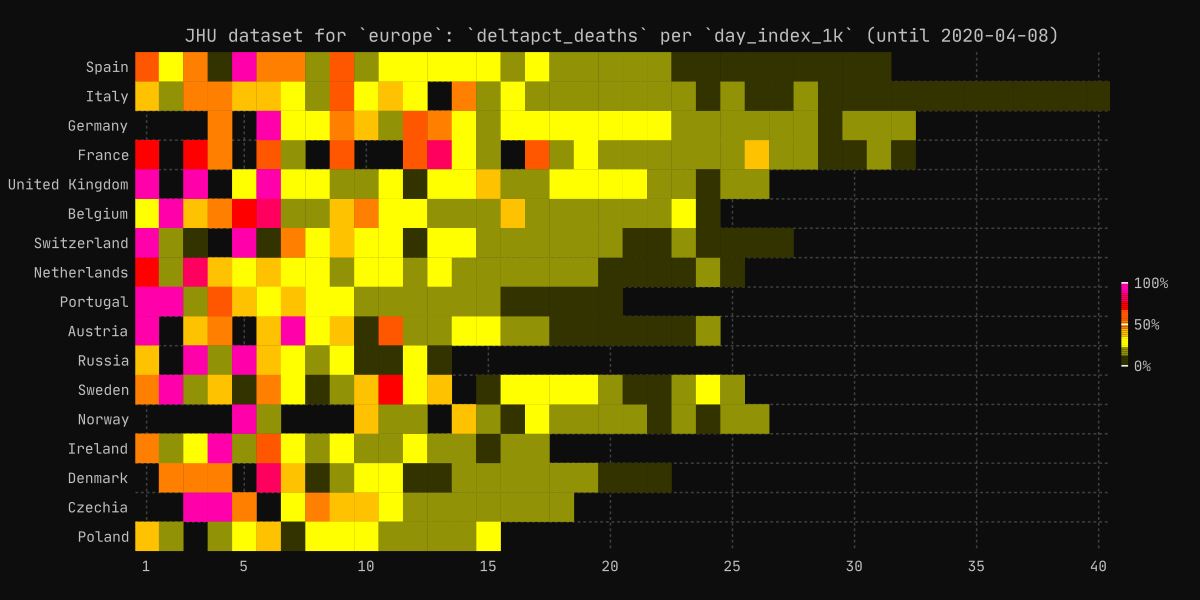 JHU dataset for `europe`: `deltapct_deaths` per `day_index_1k` (until 2020-04-08)
Spain
Italy
Germany
France
United Kingdom
Belgium
Switzerland
Netherlands
Portugal
Austria
Russia
Sweden
Norway
Ireland
Denmark
Czechia
Poland
1 5 10 15 20 25 30 35 40
100%
50%
0%